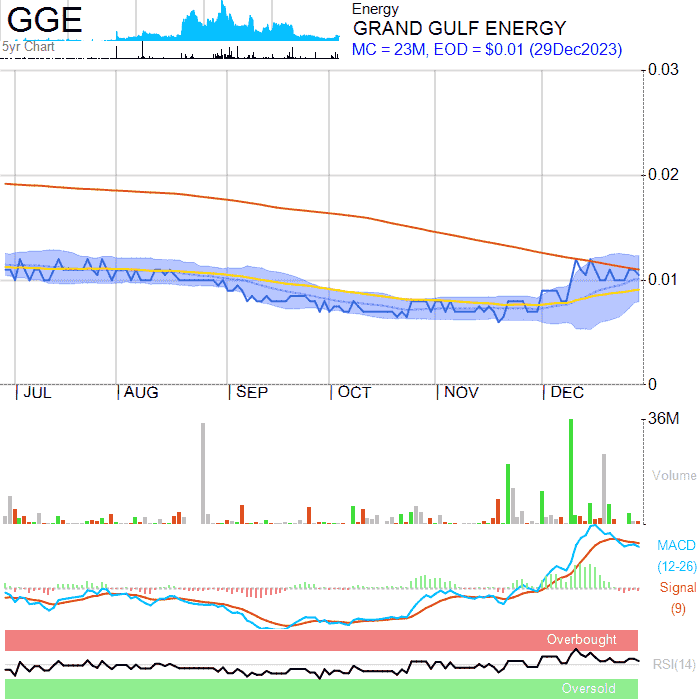 GGE
5yr Chart
Energy
GRAND GULF ENERGY
MC = 23M, EOD = $0.01 (29Dec2023)
0.03
0.02
0.01
0
JUL AUG SEP OCT NOV DEC
36M
Volume
MACD
(12-26)
Signal
(9)
Overbought
RSI(14)
Oversold